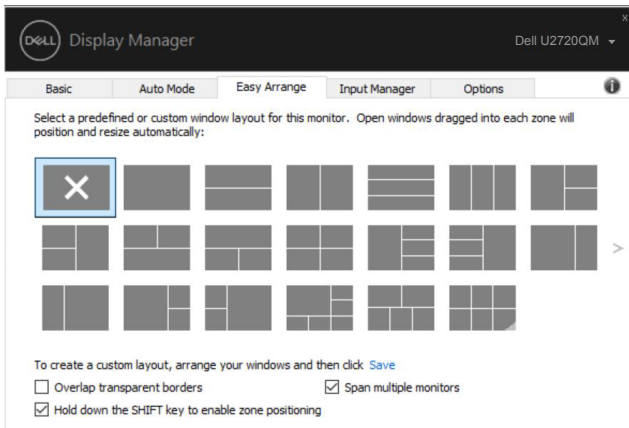 x
DELL Display Manager Dell U2720QM
Basic Auto Mode Easy Arrange Input Manager Options
Select a predefined or custom window layout for this monitor. Open windows dragged into each zone will
position and resize automatically:
To create a custom layout, arrange your windows and then click Save
Overlap transparent borders Span multiple monitors
Hold down the SHIFT key to enable zone positioning